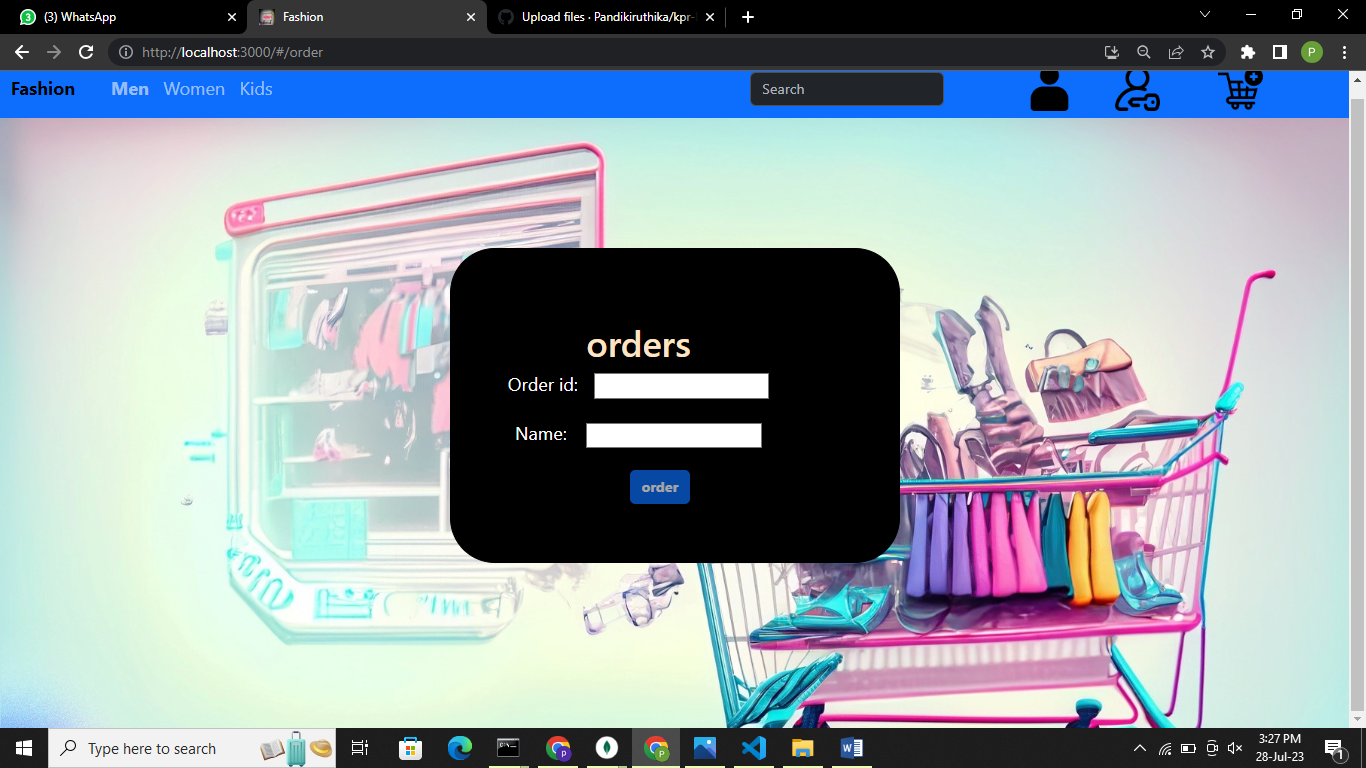 (3) WhatsApp
Fashion
Upload files · Pandikiruthika/kpr-
http://localhost:3000/#/order
P
Fashion Men Women Kids Search
orders
Order id:
Name:
order
Type here to search
3:27 PM
28-Jul-23
1